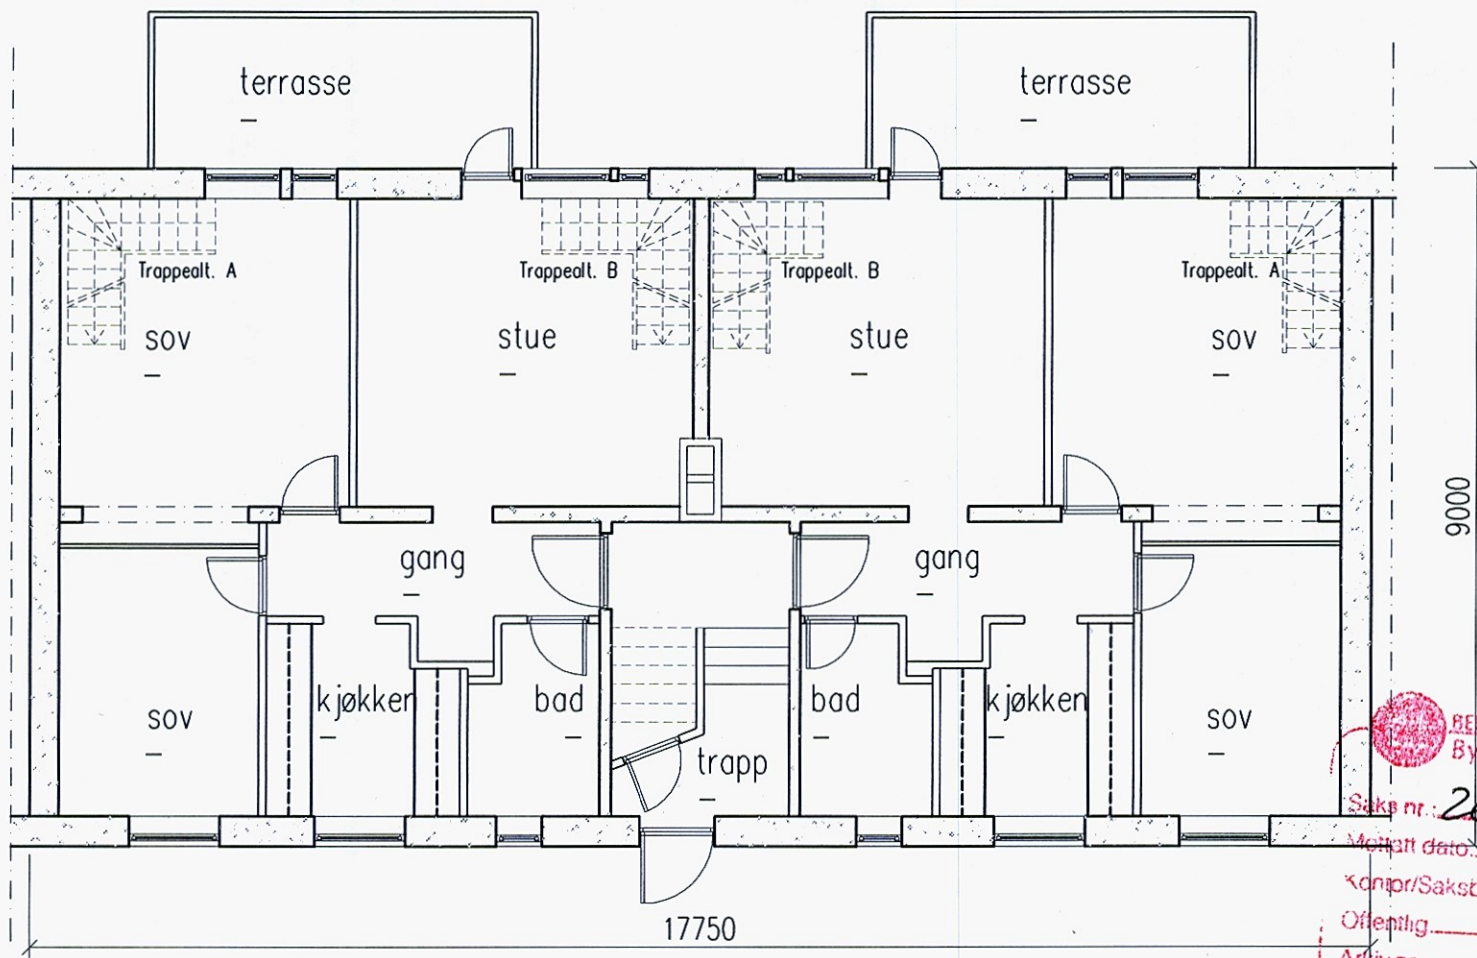 terrasse
terrasse
Trappealt. A
Trappealt. B
Trappealt. B
Trappealt. A
sov
stue
stue
sov
9000
gang
gang
sov
kjøkken
bad
bad
kjøkken
sov
trapp
By
Saks nr.:
Mottatt dato:
Offentlig
17750